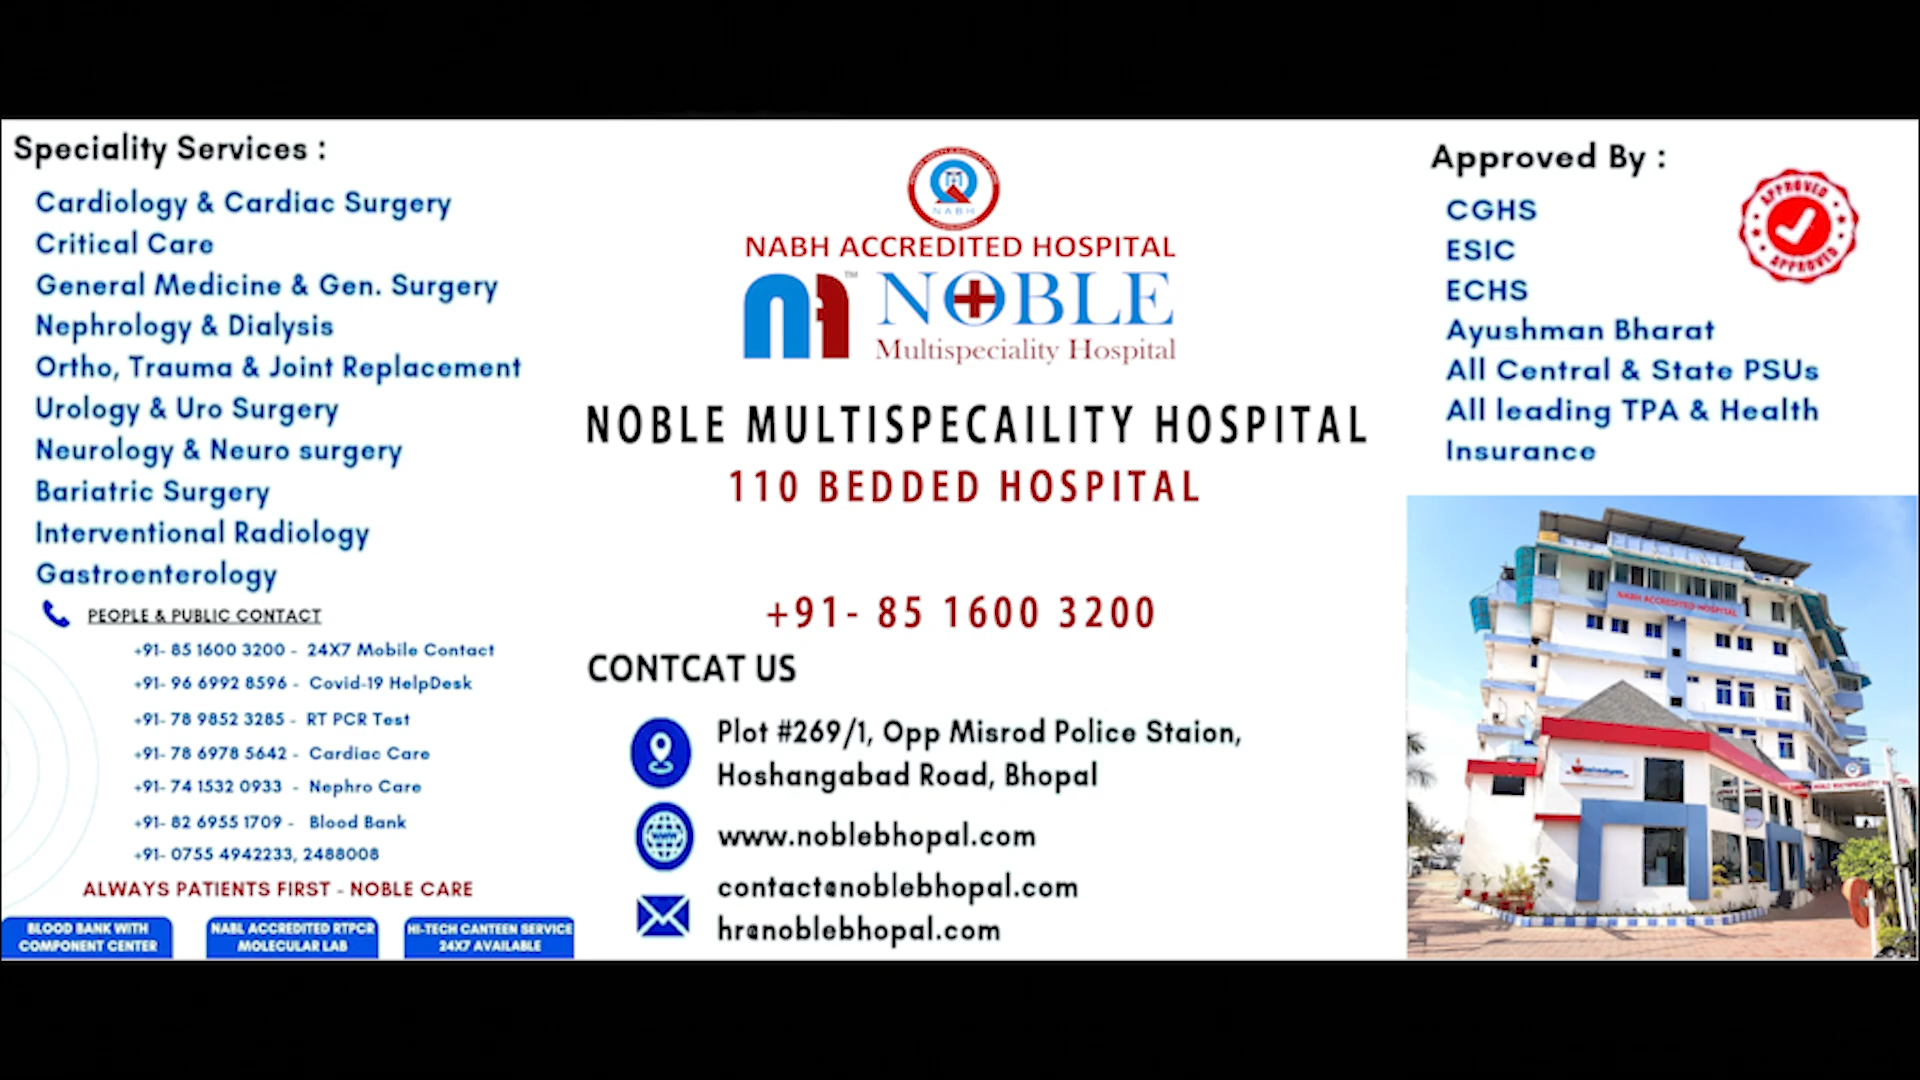 Speciality Services :
Cardiology & Cardiac Surgery
Critical Care
General Medicine & Gen. Surgery
Nephrology & Dialysis
Ortho, Trauma & Joint Replacement
Urology & Uro Surgery
Neurology & Neuro surgery
Bariatric Surgery
Interventional Radiology
Gastroenterology
PEOPLE & PUBLIC CONTACT
+91- 85 1600 3200 - 24X7 Mobile Contact
+91- 96 6992 8596 - Covid-19 HelpDesk
+91- 78 9852 3285 - RT PCR Test
+91- 78 6978 5642 - Cardiac Care
+91- 74 1532 0933 - Nephro Care
+91- 82 6955 1709 - Blood Bank
+91- 0755 4942233, 2488008
ALWAYS PATIENTS FIRST - NOBLE CARE
BLOOD BANK WITH
COMPONENT CENTER
NABL ACCREDITED RTPCR
MOLECULAR LAB
HI-TECH CANTEEN SERVICE
24X7 AVAILABLE
NABH
NABH ACCREDITED HOSPITAL
TM
NOBLE
Multispeciality Hospital
NOBLE MULTISPECAILITY HOSPITAL
110 BEDDED HOSPITAL
+91- 85 1600 3200
CONTCAT US
Plot #269/1, Opp Misrod Police Staion,
Hoshangabad Road, Bhopal
www
www.noblebhopal.com
contact@noblebhopal.com
hr@noblebhopal.com
Approved By :
CGHS
ESIC
ECHS
Ayushman Bharat
All Central & State PSUs
All leading TPA & Health
Insurance
APPROVED
APPROVED
NABH ACCREDITED HOSPITAL